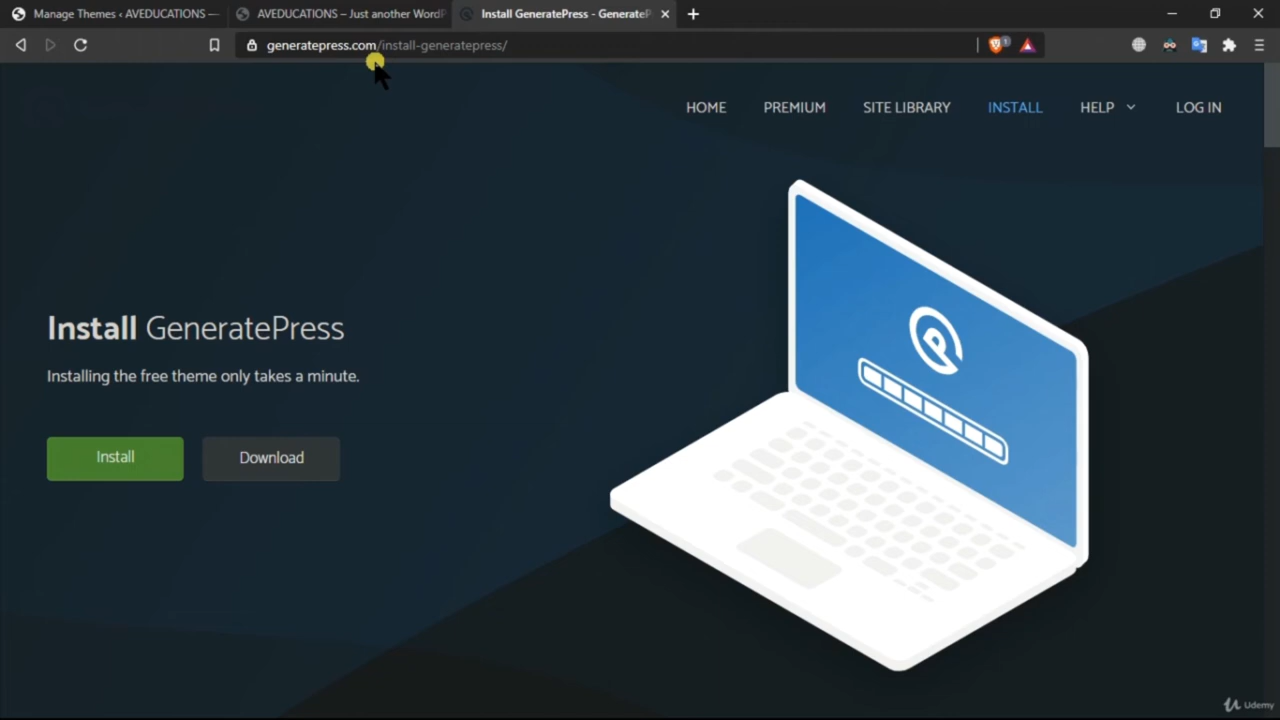 Manage Themes ‹ AVEDUCATIONS —
AVEDUCATIONS – Just another WordP
Install GeneratePress - GenerateP
generatepress.com/install-generatepress/
1
HOME
PREMIUM
SITE LIBRARY
INSTALL
HELP
LOG IN
Install GeneratePress
Installing the free theme only takes a minute.
Install
Download
Udemy